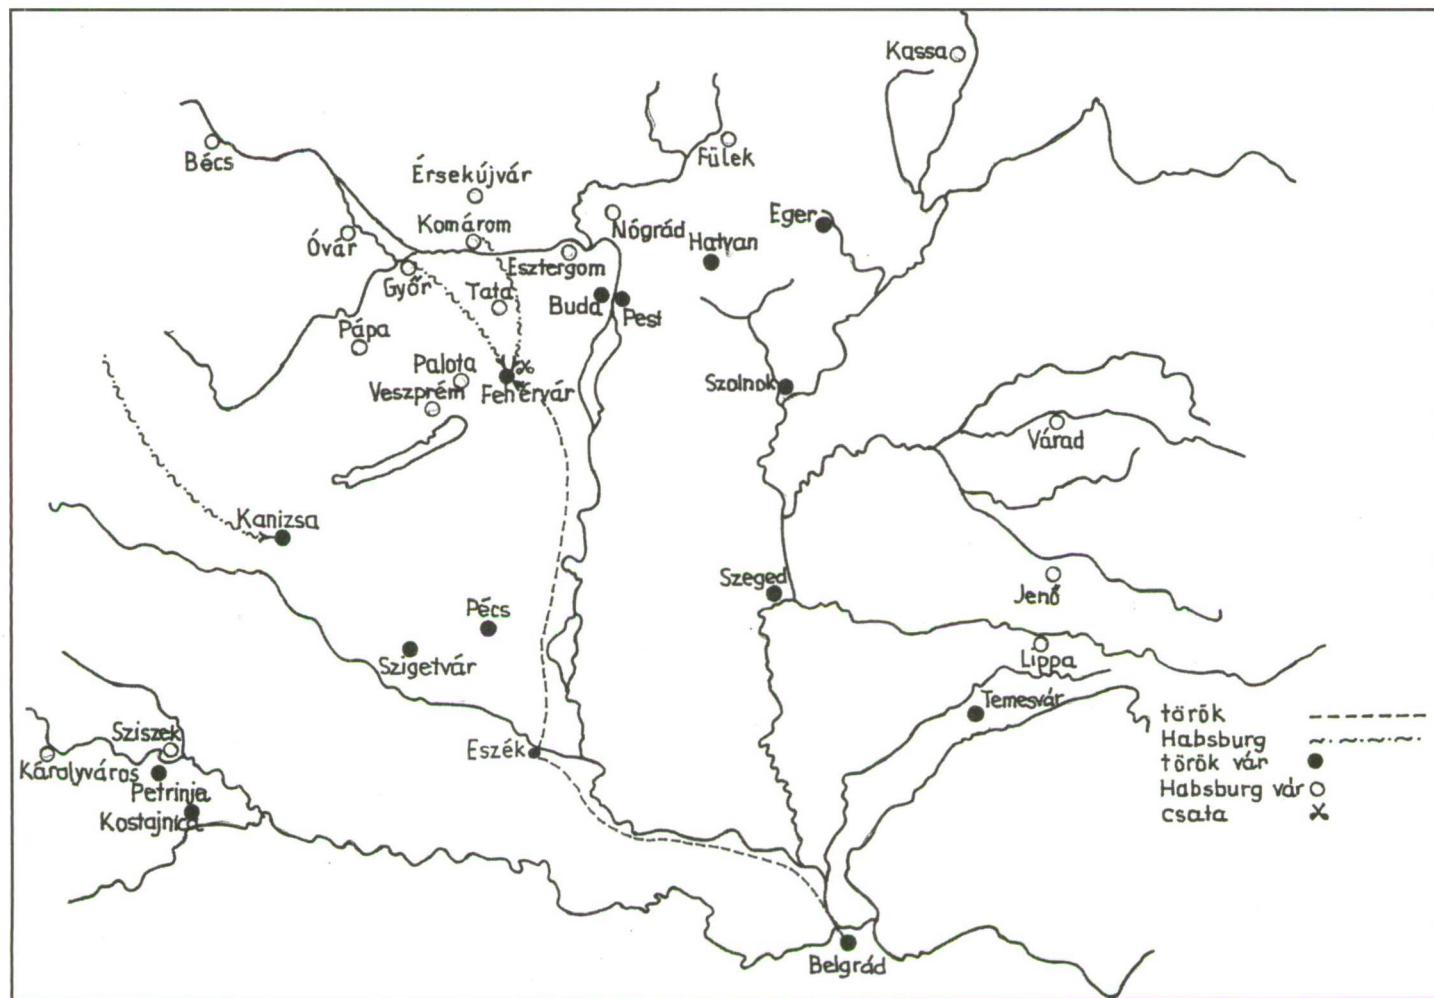 Kassa
Bécs
Fülek
Érsekújvár
Komárom
Nógrád
Eger
Óvár
Hatvan
Esztergom
Győr
Tata
Buda
Pest
Pápa
Palota
Szolnok
Veszprém
Fehérvár
Várad
Kanizsa
Szeged
Jenő
Pécs
Szigetvár
Lippa
Temesvár
török
Habsburg
török vár
Habsburg vár
csata
Sziszek
Eszék
Károlyváros
Petrinja
Kostajnica
Belgrád